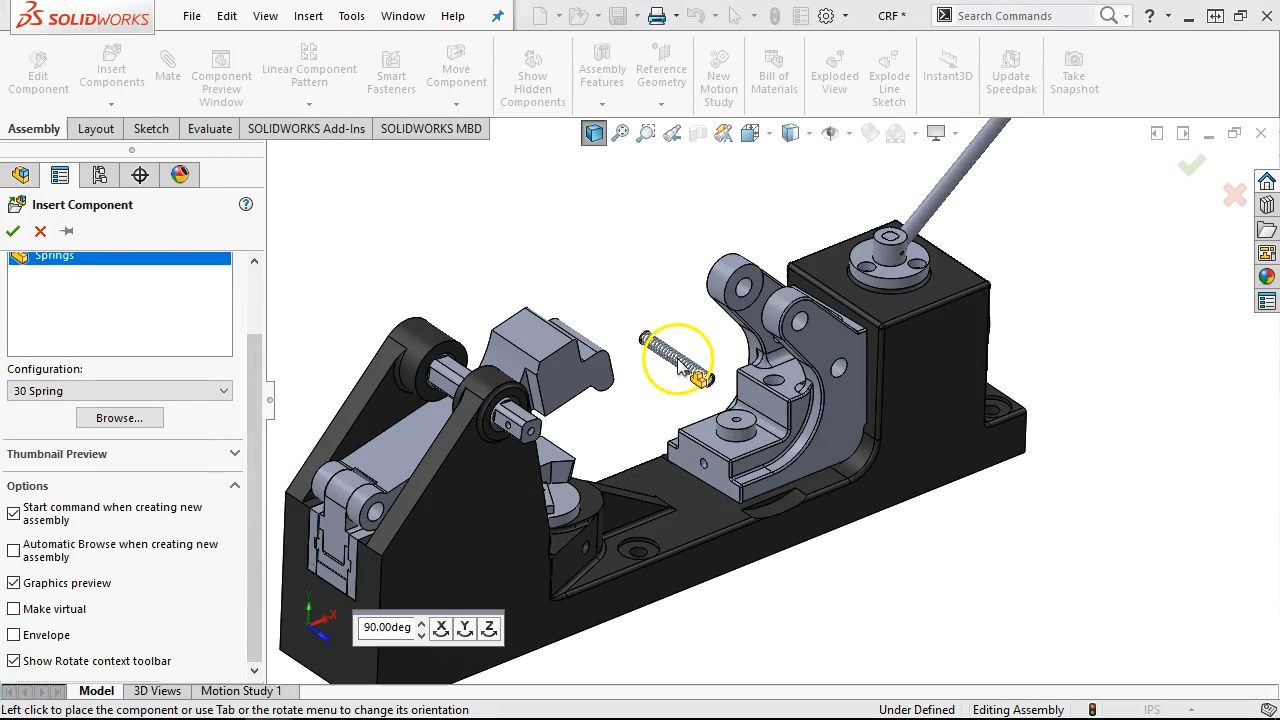 SOLIDWORKS
File Edit View Insert Tools Window Help
CRF *
Search Commands
Edit Component
Insert Components
Mate
Component Preview Window
Linear Component Pattern
Smart Fasteners
Move Component
Show Hidden Components
Assembly Features
Reference Geometry
New Motion Study
Bill of Materials
Exploded View
Explode Line Sketch
Instant3D
Update Speedpak
Take Snapshot
Assembly Layout Sketch Evaluate SOLIDWORKS Add-Ins SOLIDWORKS MBD
Insert Component
Springs
Configuration:
30 Spring
Browse...
Thumbnail Preview
Options
Start command when creating new
assembly
Automatic Browse when creating new
assembly
Graphics preview
Make virtual
Envelope
Show Rotate context toolbar
Y
X
Z
90.00deg X Y Z
Model 3D Views Motion Study 1
Left click to place the component or use Tab or the rotate menu to change its orientation
Under Defined Editing Assembly IPS